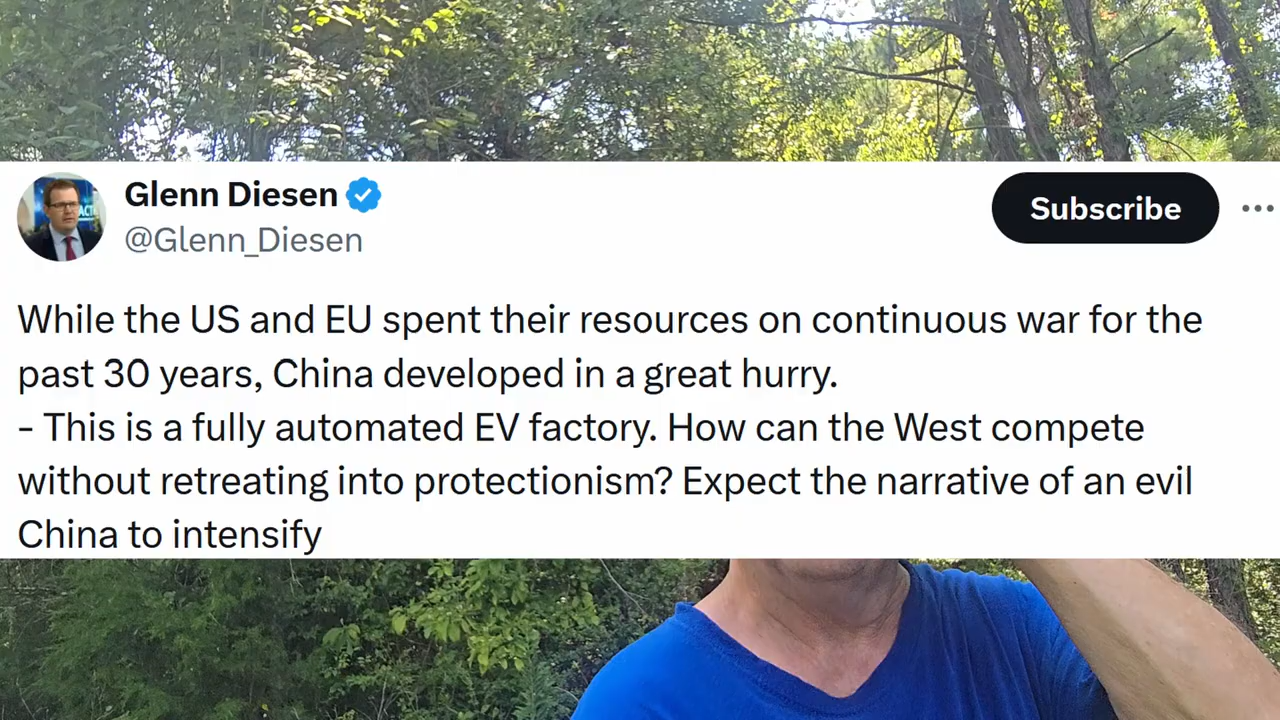 Glenn Diesen
@Glenn_Diesen
Subscribe
While the US and EU spent their resources on continuous war for the
past 30 years, China developed in a great hurry.
- This is a fully automated EV factory. How can the West compete
without retreating into protectionism? Expect the narrative of an evil
China to intensify